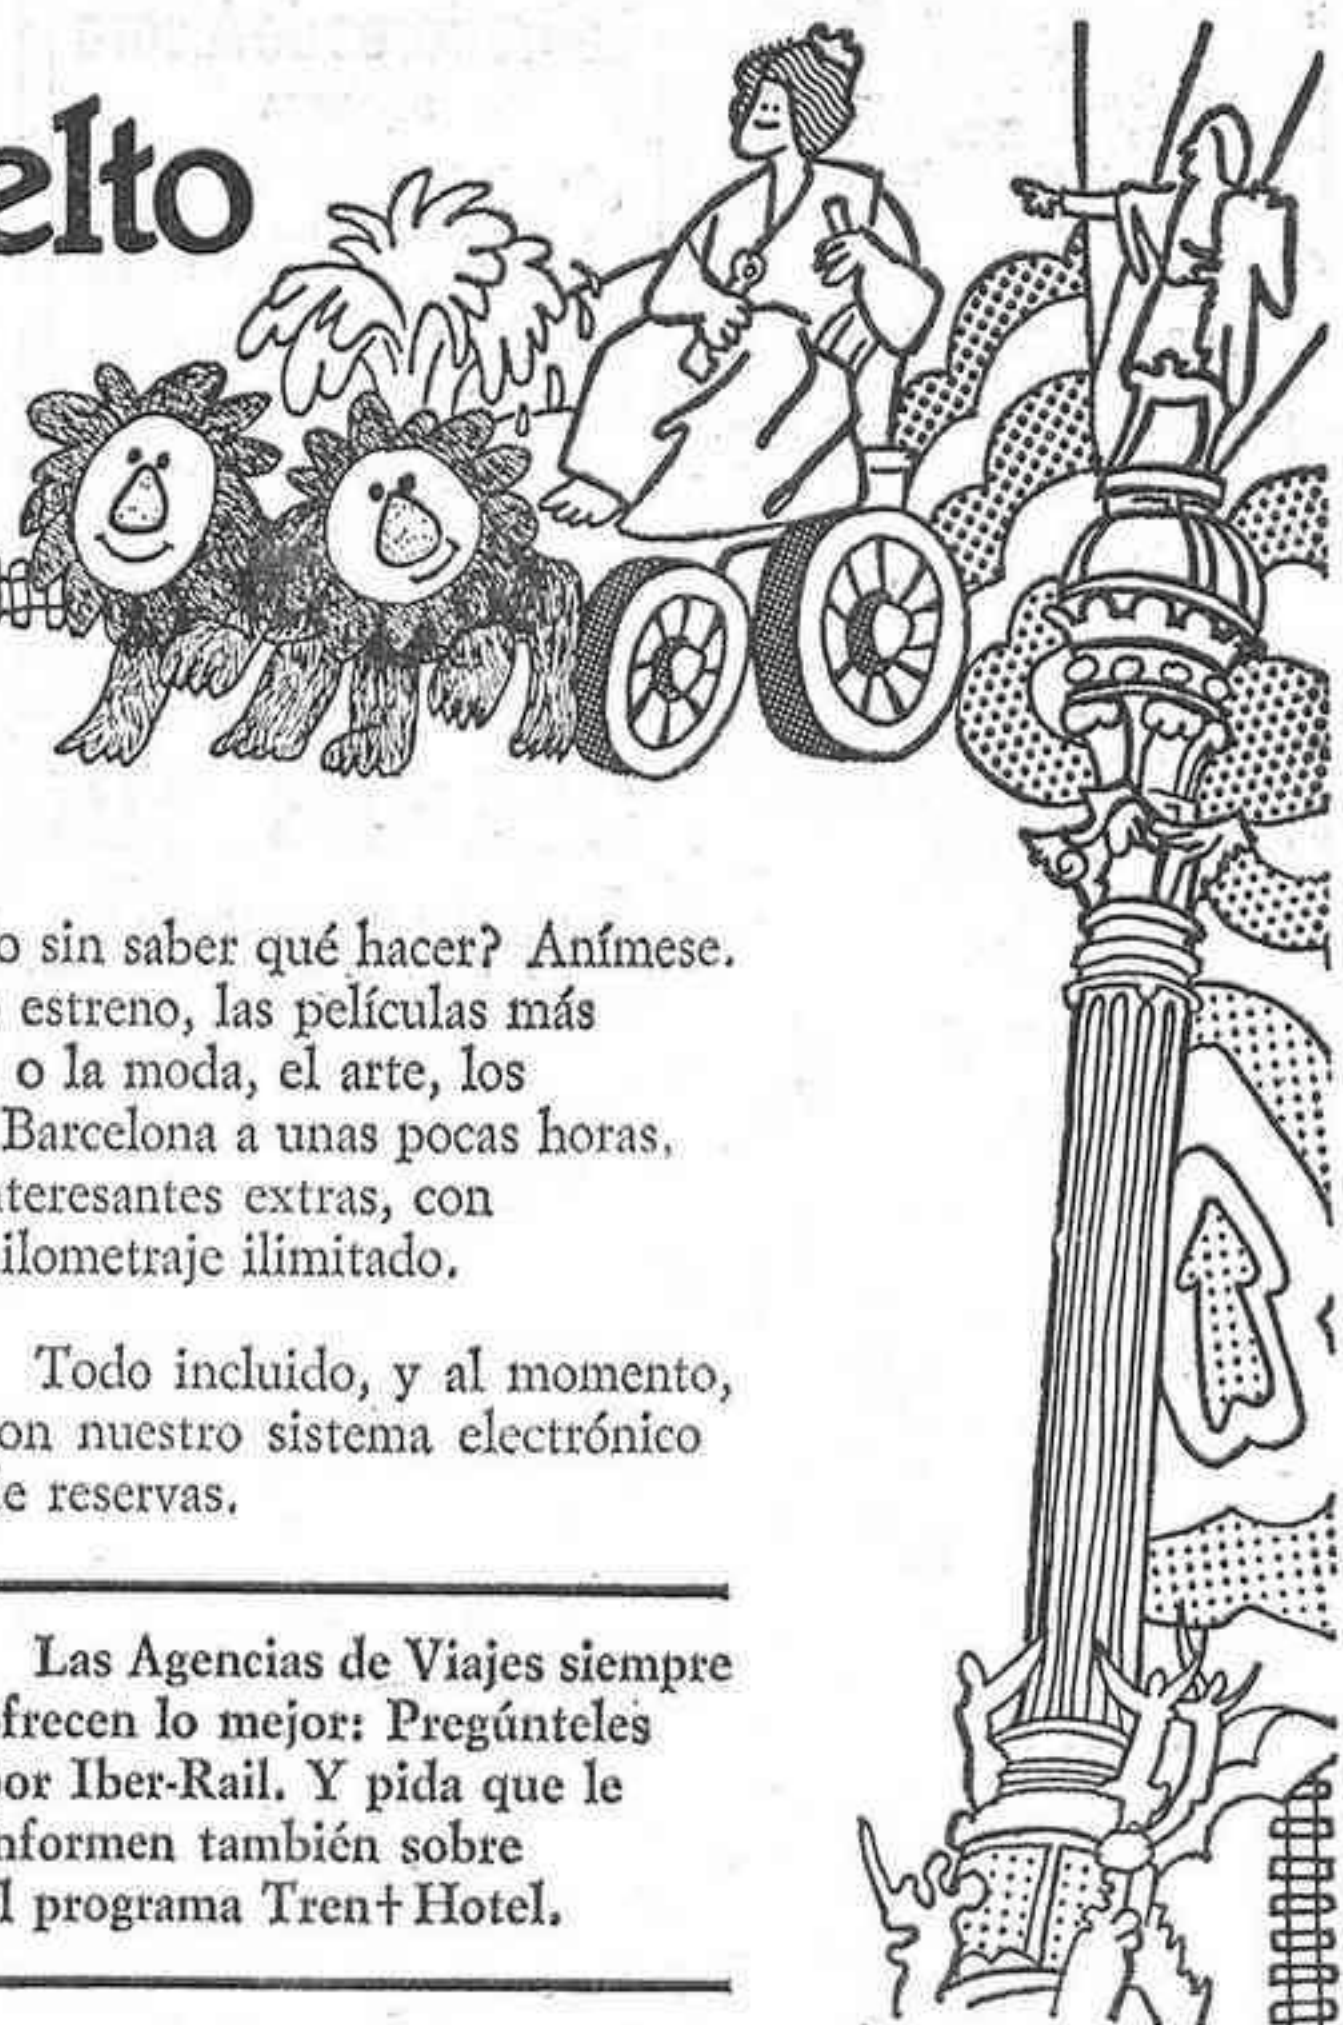 elto
o sin saber qué hacer? Anímese.
estreno, las películas más
o la moda, el arte, los
Barcelona a unas pocas horas.
nteresantes extras, con
ilometraje ilimitado.
Todo incluido, y al momento,
on nuestro sistema electrónico
e reservas.
Las Agencias de Viajes siempre
frecen lo mejor: Pregúnteles
or Iber-Rail. Y pida que le
nformen también sobre
l programa Tren+Hotel.